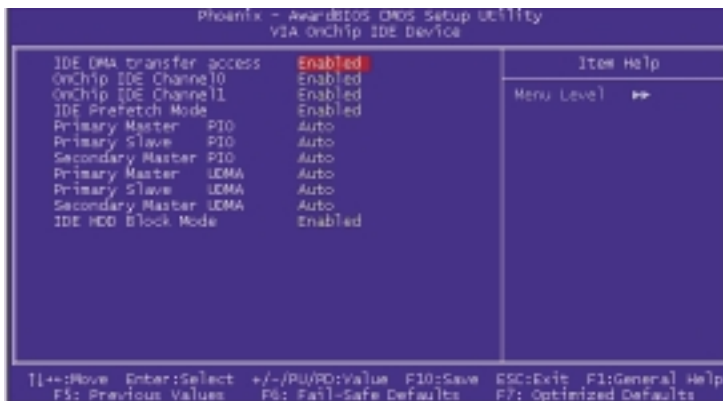 Phoenix - AwardBIOS CMOS Setup Utility
VIA OnChip IDE Device
IDE DMA transfer access Enabled
OnChip IDE Channel0 Enabled
OnChip IDE Channel1 Enabled
IDE Prefetch Mode Enabled
Primary Master PIO Auto
Primary Slave PIO Auto
Secondary Master PIO Auto
Primary Master UDMA Auto
Primary Slave UDMA Auto
Secondary Master UDMA Auto
IDE HDD Block Mode Enabled
Item Help
Menu Level ►►
↑↓→←:Move Enter:Select +/-/PU/PD:Value F10:Save ESC:Exit F1:General Help
F5: Previous Values F6: Fail-Safe Defaults F7: Optimized Defaults